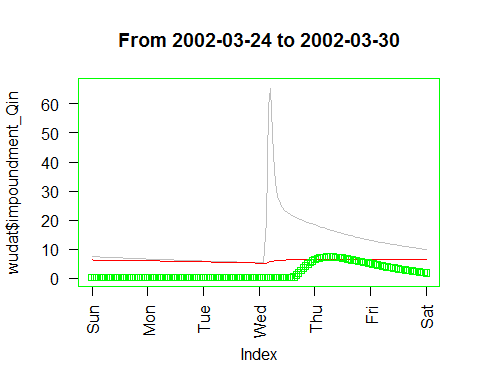 From 2002-03-24 to 2002-03-30
wudat$impoundment_Qin
60
50
40
30
20
10
0
Sun
Mon
Tue
Wed
Thu
Fri
Sat
Index